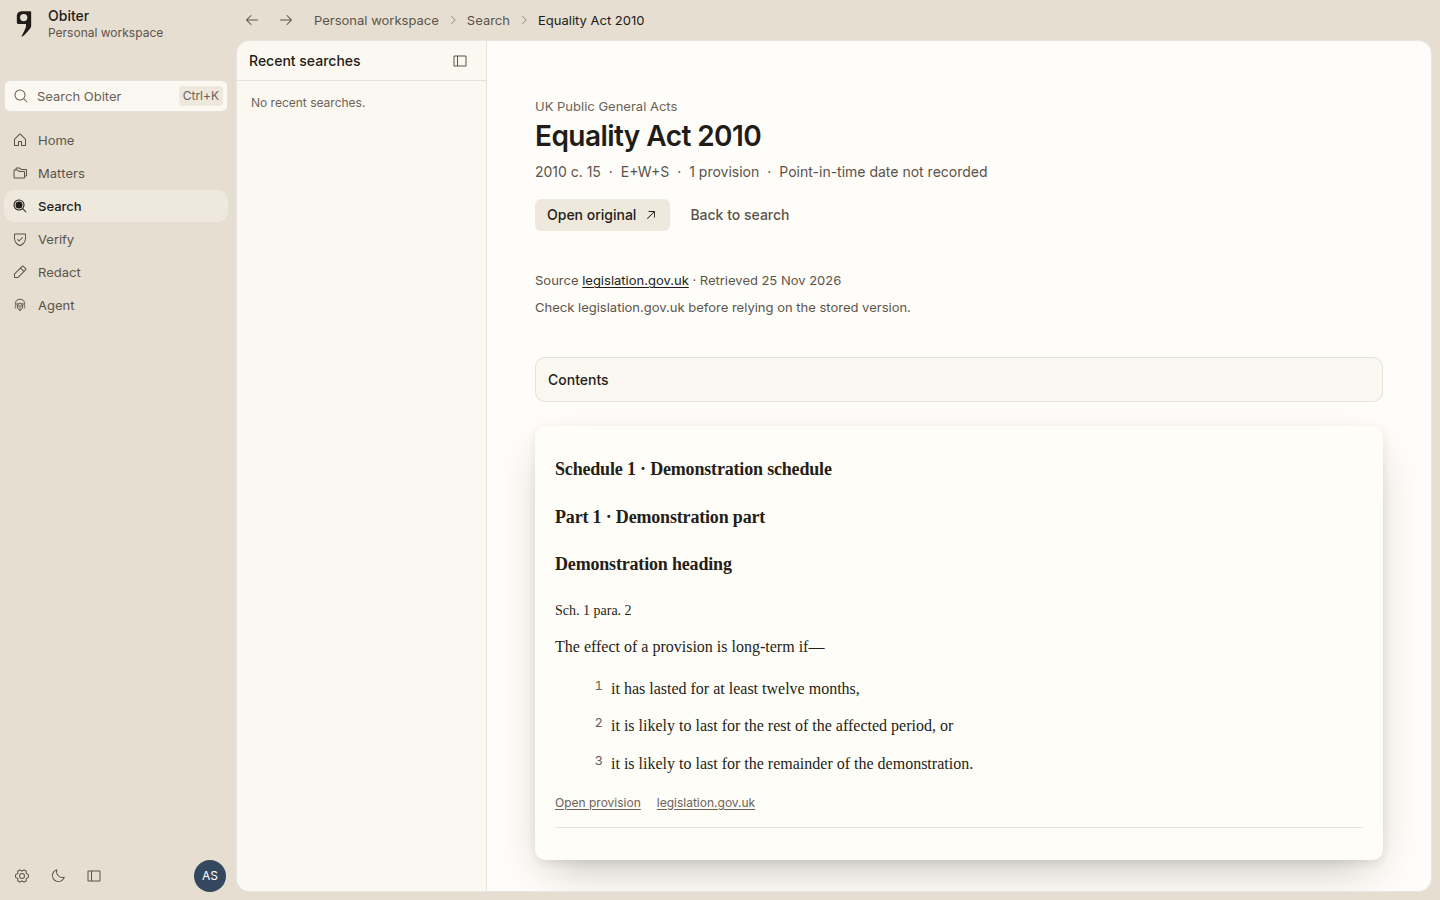 Obiter
Personal workspace
Personal workspace
Search
Equality Act 2010
Search Obiter
Ctrl+K
Home
Matters
Search
Verify
Redact
Agent
AS
Recent searches
No recent searches.
UK Public General Acts
Equality Act 2010
2010 c. 15 · E+W+S · 1 provision · Point-in-time date not recorded
Open original
Back to search
Source legislation.gov.uk · Retrieved 25 Nov 2026
Check legislation.gov.uk before relying on the stored version.
Contents
Schedule 1 · Demonstration schedule
Part 1 · Demonstration part
Demonstration heading
Sch. 1 para. 2
The effect of a provision is long-term if—
1 it has lasted for at least twelve months,
2 it is likely to last for the rest of the affected period, or
3 it is likely to last for the remainder of the demonstration.
Open provision legislation.gov.uk